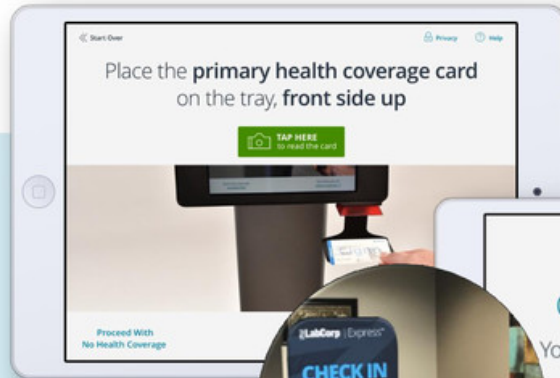 Start Over
Privacy
Help
Place the primary health coverage card
on the tray, front side up
TAP HERE
to read the card
Proceed With
No Health Coverage
LabCorp | Express
CHECK IN
Yo